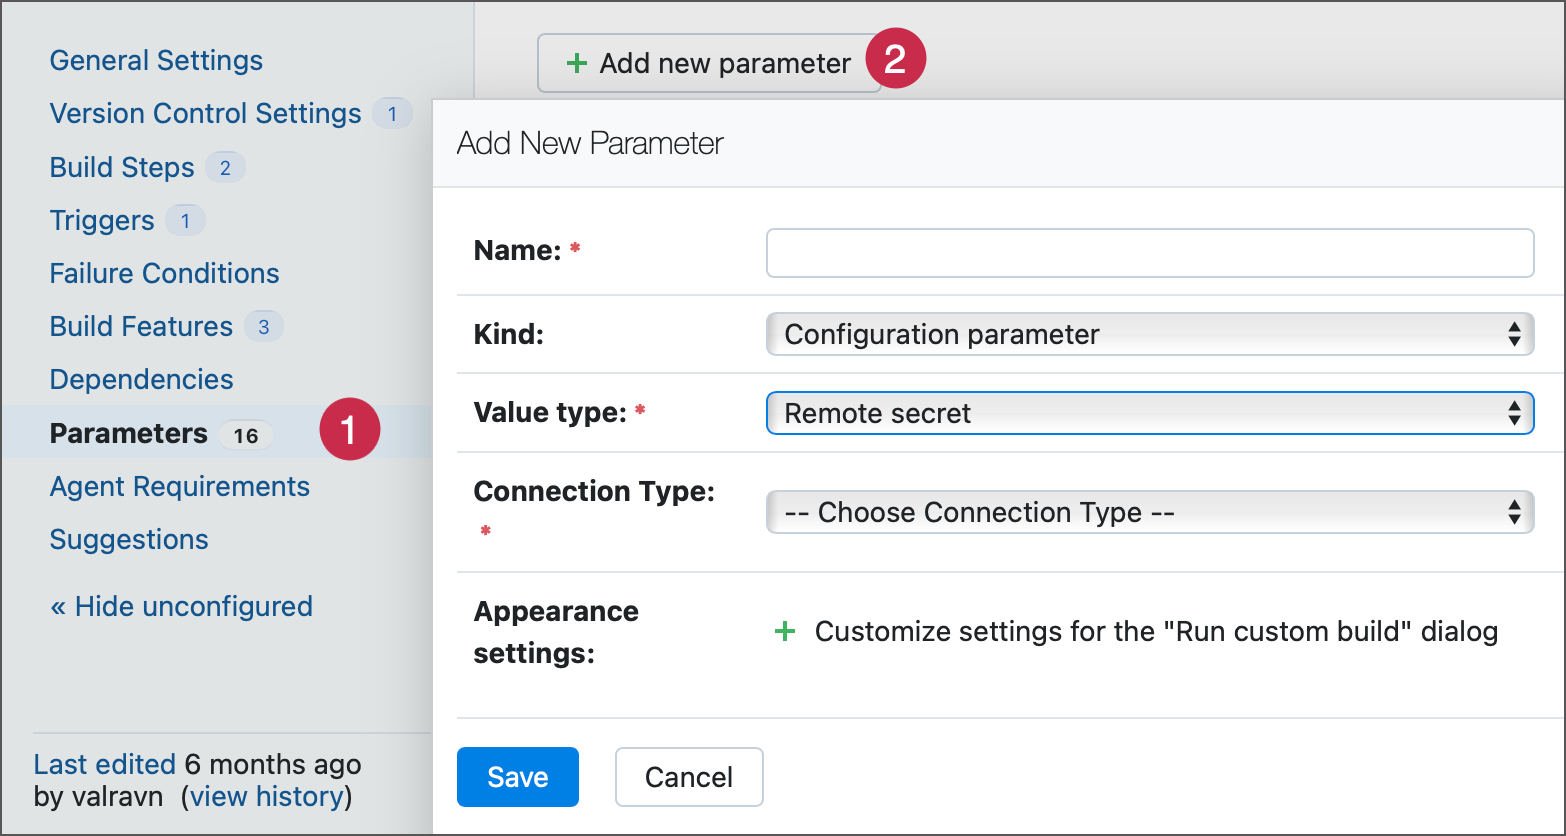 General Settings
Version Control Settings 1
Build Steps 2
Triggers 1
Failure Conditions
Build Features 3
Dependencies
Parameters 16 1
Agent Requirements
Suggestions
« Hide unconfigured
Last edited 6 months ago
by valravn (view history)
+ Add new parameter 2
Add New Parameter
Name: *
Kind: Configuration parameter
Value type: * Remote secret
Connection Type: -- Choose Connection Type --
*
Appearance
settings:
+ Customize settings for the "Run custom build" dialog
Save Cancel